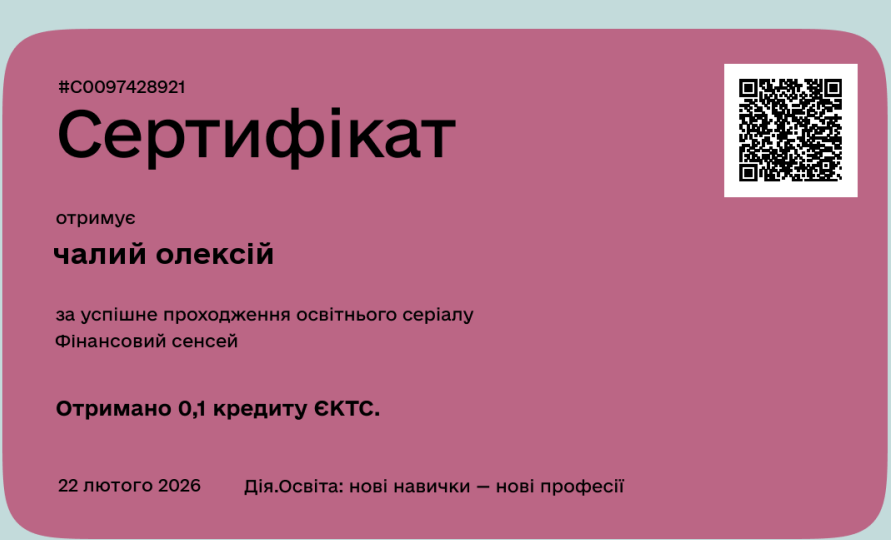 #C0097428921
Сертифікат
отримує
чалий олексій
за успішне проходження освітнього серіалу
Фінансовий сенсей
Отримано 0,1 кредиту ЄКТС.
22 лютого 2026 Дія.Освіта: нові навички — нові професії